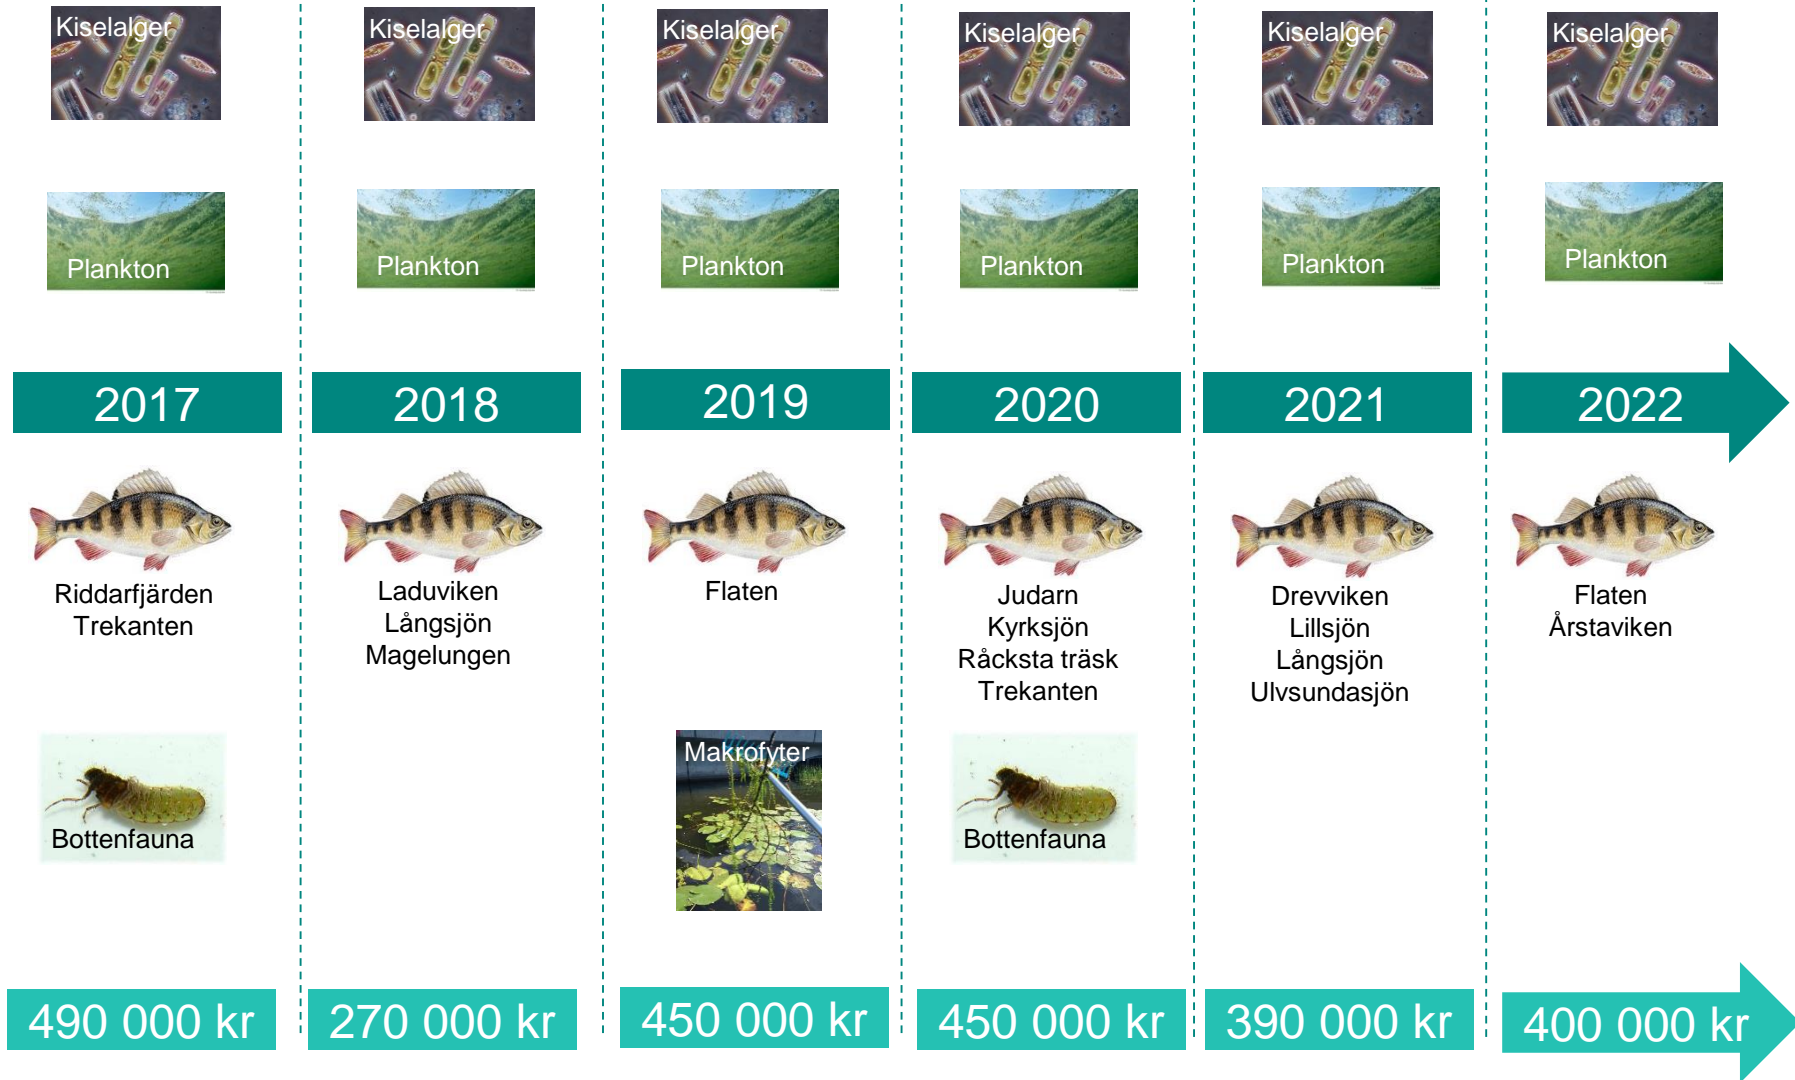 Kiselalger
Kiselalger
Kiselalger
Kiselalger
Kiselalger
Kiselalger
Plankton
Plankton
Plankton
Plankton
Plankton
Plankton
2017
2018
2019
2020
2021
2022
Riddarfjärden
Trekanten
Laduviken
Långsjön
Magelungen
Flaten
Judarn
Kyrksjön
Råcksta träsk
Trekanten
Drevviken
Lillsjön
Långsjön
Ulvsundasjön
Flaten
Årstaviken
Bottenfauna
Makrofyter
Bottenfauna
490 000 kr
270 000 kr
450 000 kr
450 000 kr
390 000 kr
400 000 kr